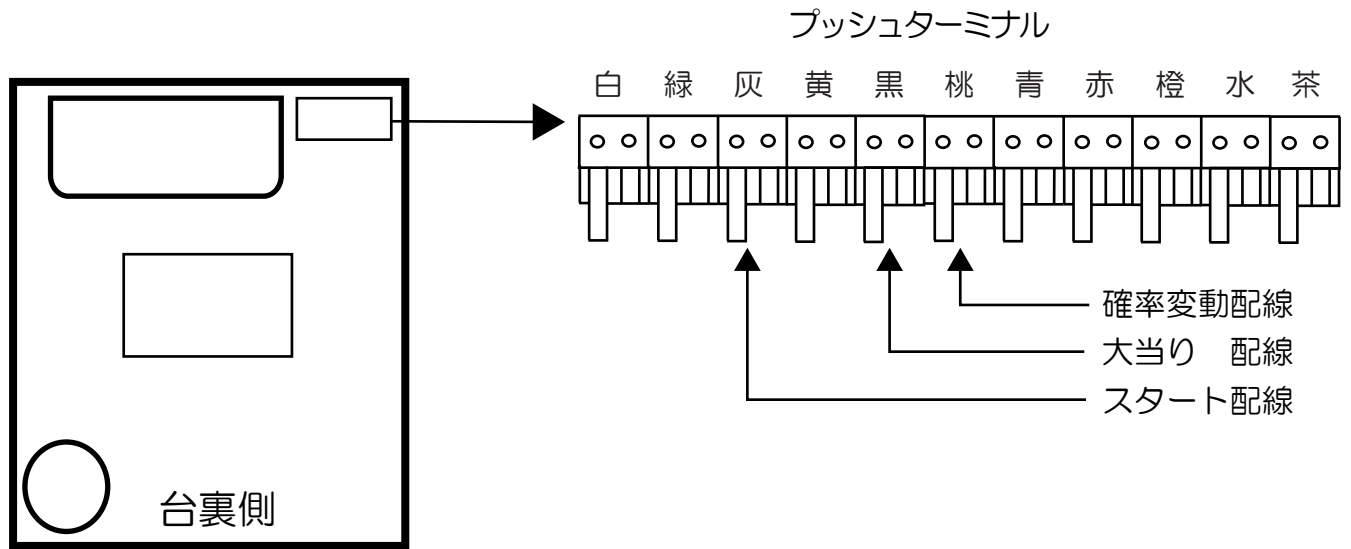 プッシュターミナル
白 緑 灰 黄 黒 桃 青 赤 橙 水 茶
確率変動配線
大当り　配線
スタート配線
台裏側